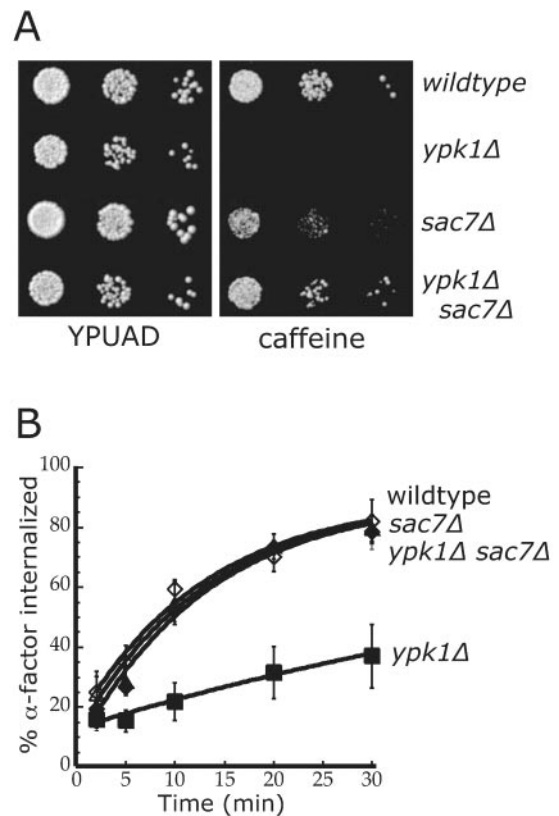 A
wildtype
ypk1Δ
sac7Δ
ypk1Δ
sac7Δ
YPUAD
caffeine
B
% α-factor internalized
100
80
60
40
20
0
0
5
10
15
20
25
30
Time (min)
wildtype
sac7Δ
ypk1Δ sac7Δ
ypk1Δ